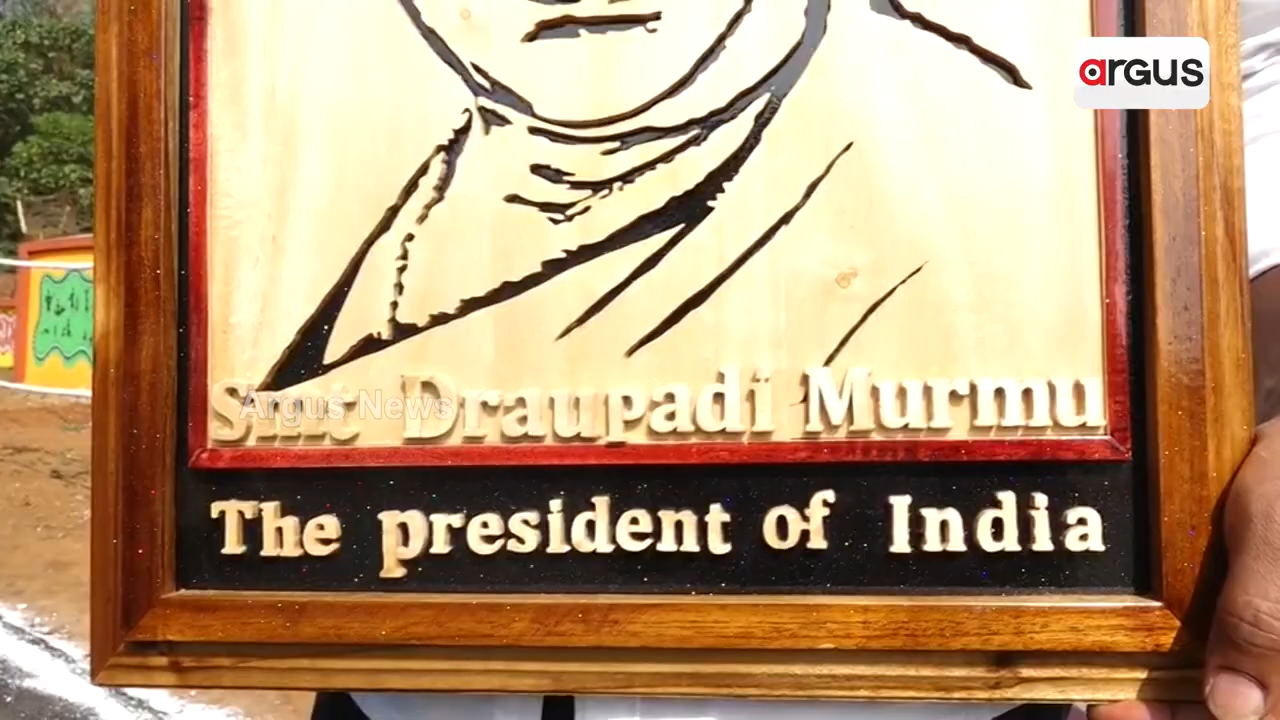 argus
Smt Draupadi Murmu
Argus News
The president of India